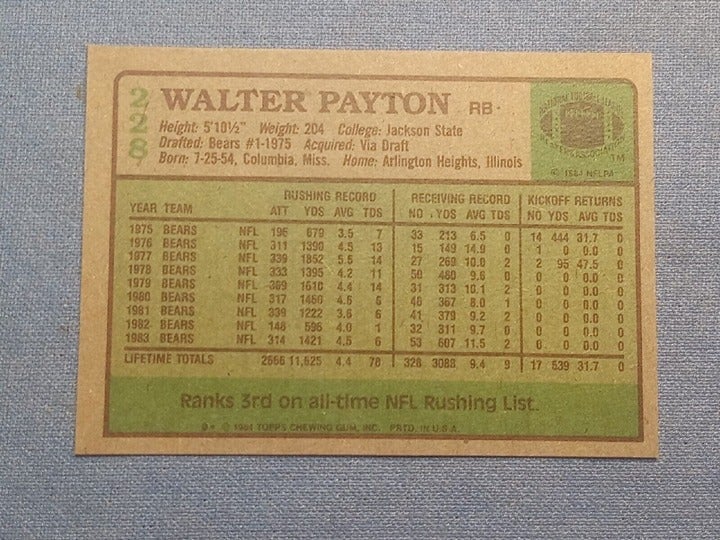 228
WALTER PAYTON RB
Height: 5'10½" Weight: 204 College: Jackson State
Drafted: Bears #1-1975 Acquired: Via Draft
Born: 7-25-54, Columbia, Miss. Home: Arlington Heights, Illinois
TM
© 1984 NFLPA
RUSHING RECORD RECEIVING RECORD KICKOFF RETURNS
YEAR TEAM ATT YDS AVG TDS NO YDS AVG TDS NO YDS AVG TDS
1975 BEARS NFL 196 679 3.5 7 33 213 6.5 0 14 444 31.7 0
1976 BEARS NFL 311 1390 4.5 13 15 149 14.9 0 1 0 0.0 0
1977 BEARS NFL 339 1852 5.5 14 27 269 10.0 2 2 95 47.5 0
1978 BEARS NFL 333 1395 4.2 11 50 480 9.6 0 0 0 0.0 0
1979 BEARS NFL 369 1610 4.4 14 31 313 10.1 2 0 0 0.0 0
1980 BEARS NFL 317 1460 4.6 6 46 367 8.0 1 0 0 0.0 0
1981 BEARS NFL 339 1222 3.6 6 41 379 9.2 2 0 0 0.0 0
1982 BEARS NFL 148 596 4.0 1 32 311 9.7 0 0 0 0.0 0
1983 BEARS NFL 314 1421 4.5 6 53 607 11.5 2 0 0 0.0 0
LIFETIME TOTALS 2666 11,625 4.4 78 328 3088 9.4 9 17 539 31.7 0
Ranks 3rd on all-time NFL Rushing List.
© 1984 TOPPS CHEWING GUM, INC. PRTD. IN U.S.A.